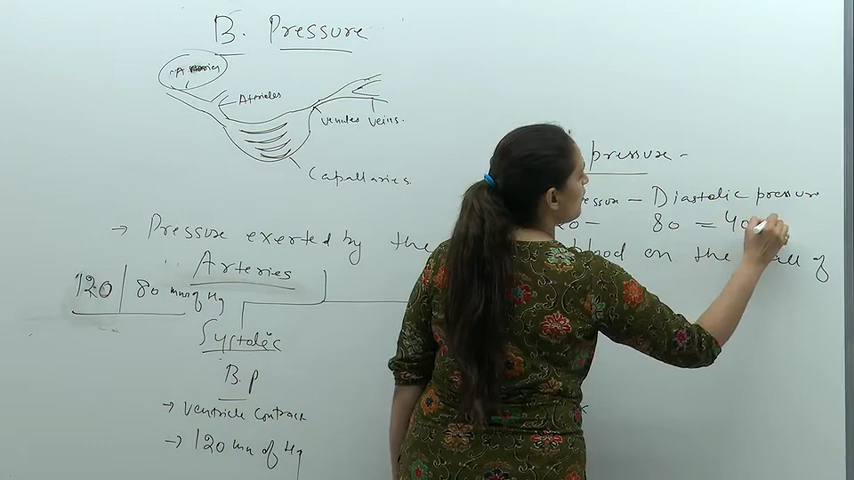 B. Pressure
Arteries
Atrioles
Venules veins.
Capallaries
pressure -
- Diastolic pressure
80 = 40
→ Pressure exerted by the blood on the wall of
Arteries
120 | 80 mm of Hg
Systolic
B.P
→ ventricle contract
→ 120 mm of Hg